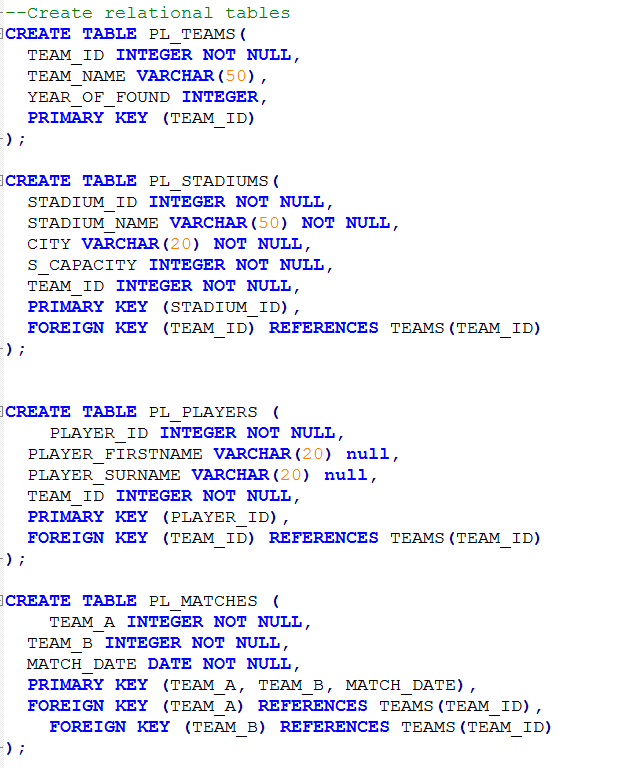 --Create relational tables
CREATE TABLE PL_TEAMS(
TEAM_ID INTEGER NOT NULL,
TEAM_NAME VARCHAR(50),
YEAR_OF_FOUND INTEGER,
PRIMARY KEY (TEAM_ID)
);
CREATE TABLE PL_STADIUMS(
STADIUM_ID INTEGER NOT NULL,
STADIUM_NAME VARCHAR(50) NOT NULL,
CITY VARCHAR(20) NOT NULL,
S_CAPACITY INTEGER NOT NULL,
TEAM_ID INTEGER NOT NULL,
PRIMARY KEY (STADIUM_ID),
FOREIGN KEY (TEAM_ID) REFERENCES TEAMS(TEAM_ID)
);
CREATE TABLE PL_PLAYERS (
PLAYER_ID INTEGER NOT NULL,
PLAYER_FIRSTNAME VARCHAR(20) null,
PLAYER_SURNAME VARCHAR(20) null,
TEAM_ID INTEGER NOT NULL,
PRIMARY KEY (PLAYER_ID),
FOREIGN KEY (TEAM_ID) REFERENCES TEAMS(TEAM_ID)
);
CREATE TABLE PL_MATCHES (
TEAM_A INTEGER NOT NULL,
TEAM_B INTEGER NOT NULL,
MATCH_DATE DATE NOT NULL,
PRIMARY KEY (TEAM_A, TEAM_B, MATCH_DATE),
FOREIGN KEY (TEAM_A) REFERENCES TEAMS(TEAM_ID),
FOREIGN KEY (TEAM_B) REFERENCES TEAMS(TEAM_ID)
);